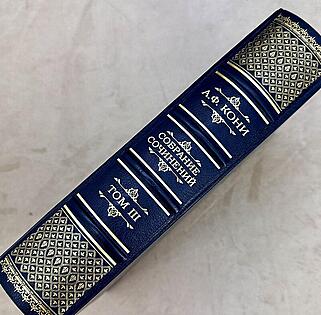 А.Ф. КОНИ
СОБРАНИЕ
СОЧИНЕНИЙ
ТОМ III